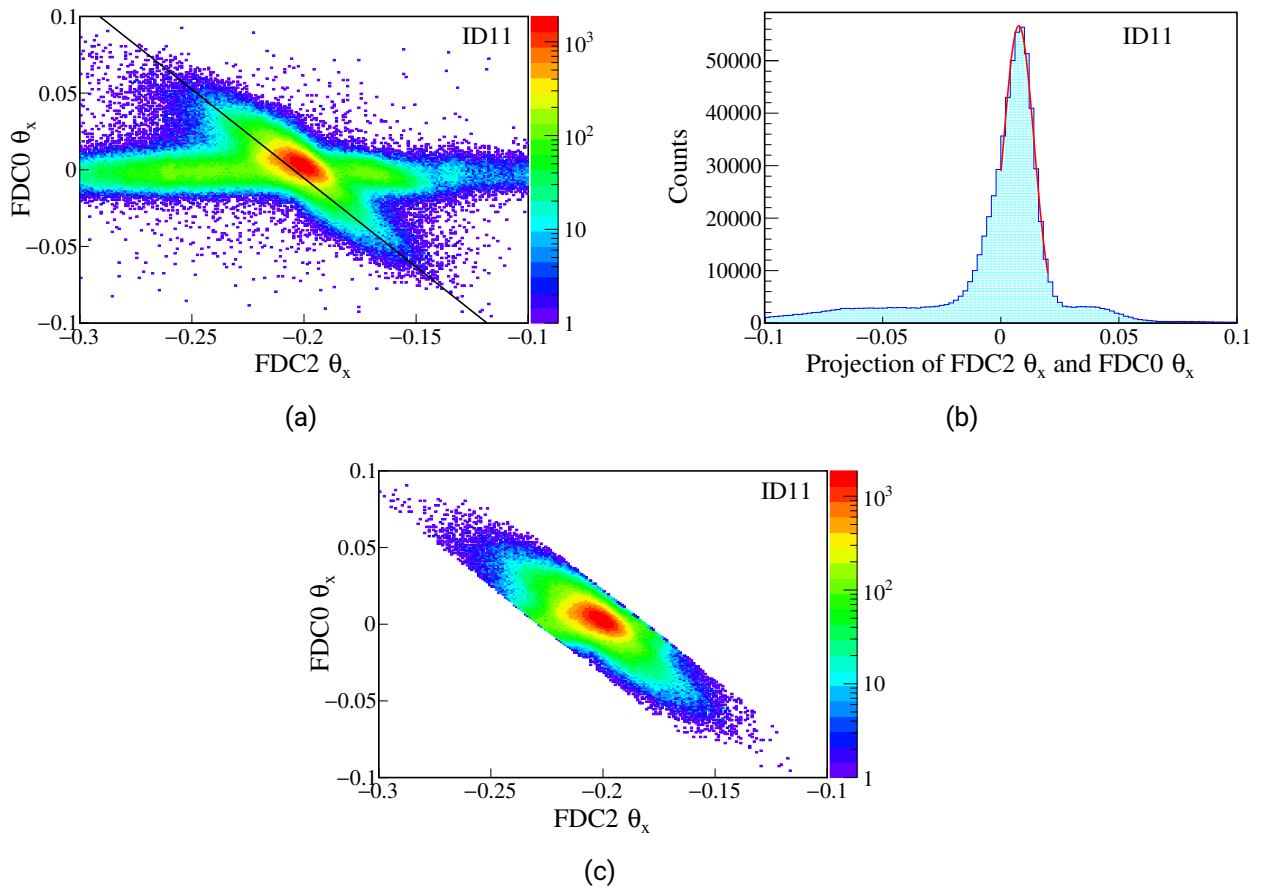 0.1
0.05
0
−0.05
−0.1
FDC0 θx
ID11
10³
10²
10
1
−0.3 −0.25 −0.2 −0.15 −0.1
FDC2 θx
(a)
50000
40000
30000
20000
10000
0
Counts
ID11
−0.1 −0.05 0 0.05 0.1
Projection of FDC2 θx and FDC0 θx
(b)
0.1
0.05
0
−0.05
−0.1
FDC0 θx
ID11
10³
10²
10
1
−0.3 −0.25 −0.2 −0.15 −0.1
FDC2 θx
(c)